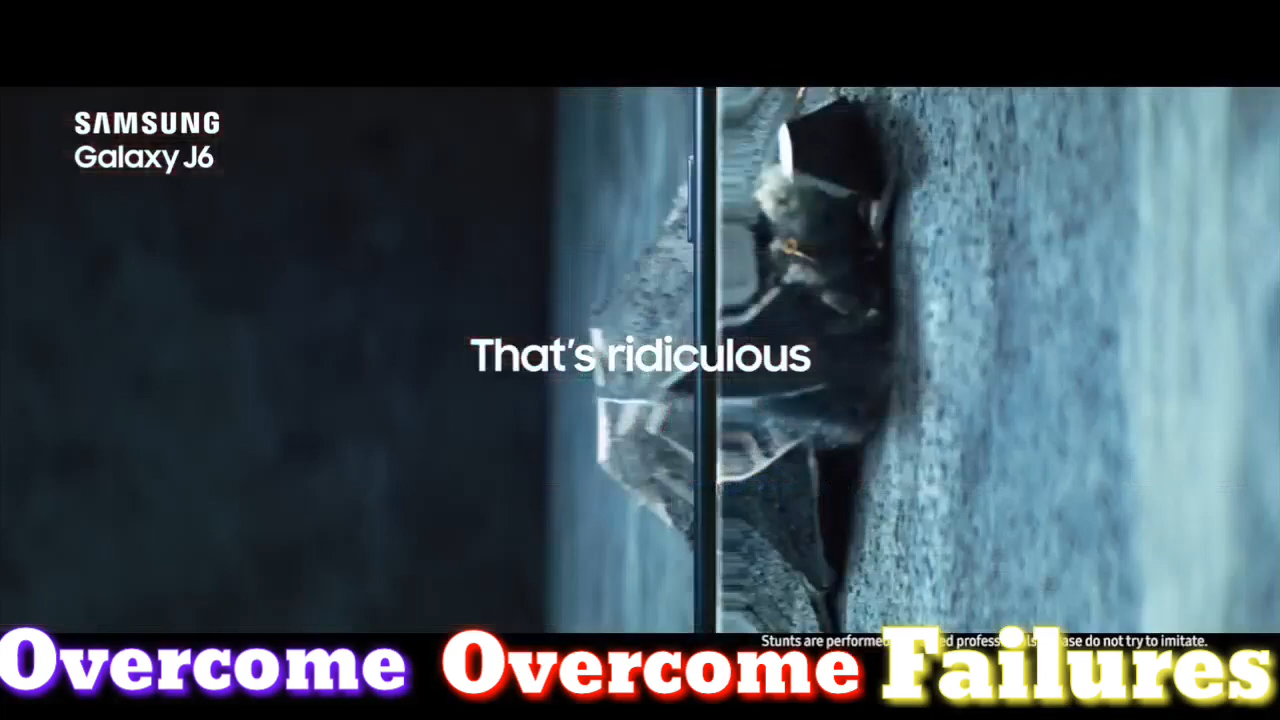 SAMSUNG
Galaxy J6
That's ridiculous
Stunts are performed profess ase do not try to imitate.
Overcome Overcome Failures